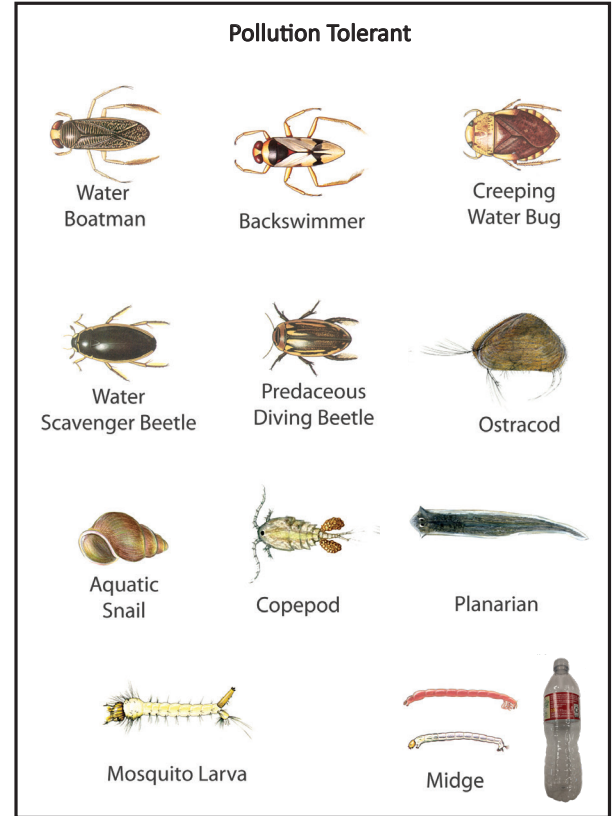 Pollution Tolerant
Water
Boatman
Backswimmer
Creeping
Water Bug
Water
Scavenger Beetle
Predaceous
Diving Beetle
Ostracod
Aquatic
Snail
Copepod
Planarian
Mosquito Larva
Midge